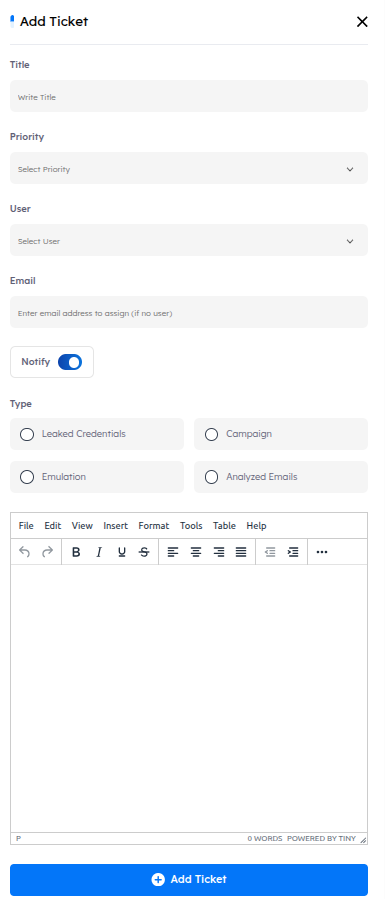 Add Ticket
Title
Write Title
Priority
Select Priority
User
Select User
Email
Enter email address to assign (if no user)
Notify
Type
Leaked Credentials
Campaign
Emulation
Analyzed Emails
File Edit View Insert Format Tools Table Help
B I U S
P 0 WORDS POWERED BY TINY
Add Ticket